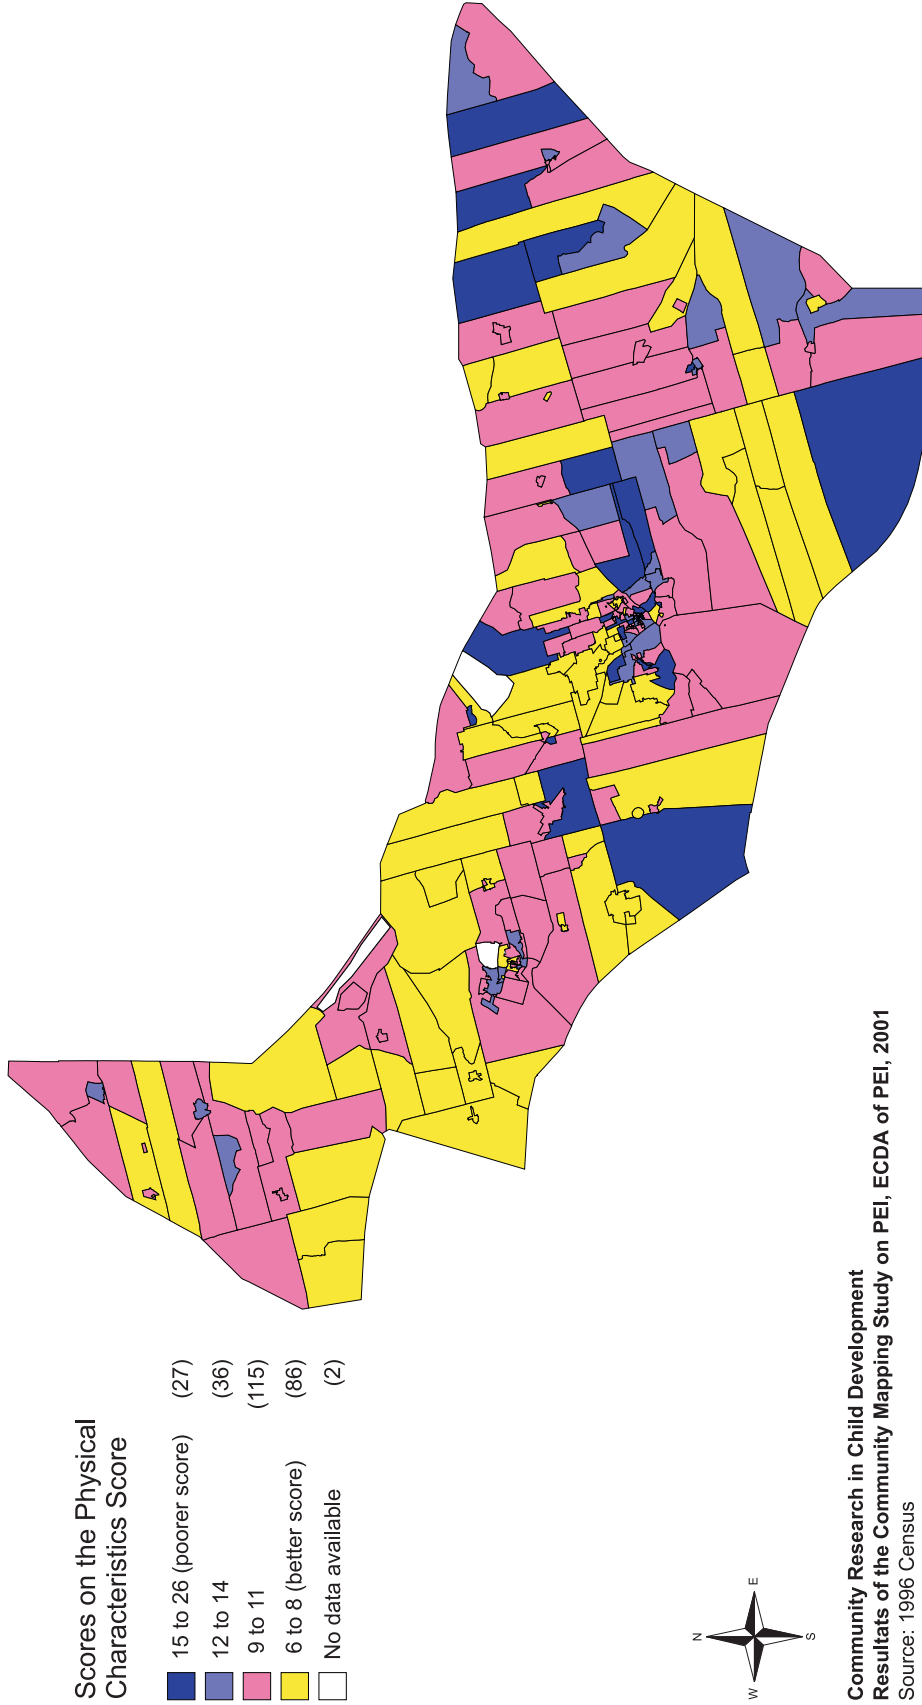 Scores on the Physical
Characteristics Score
15 to 26 (poorer score) (27)
12 to 14 (36)
9 to 11 (115)
6 to 8 (better score) (86)
No data available (2)
N
W E
S
Community Research in Child Development
Resultats of the Community Mapping Study on PEI, ECDA of PEI, 2001
Source: 1996 Census